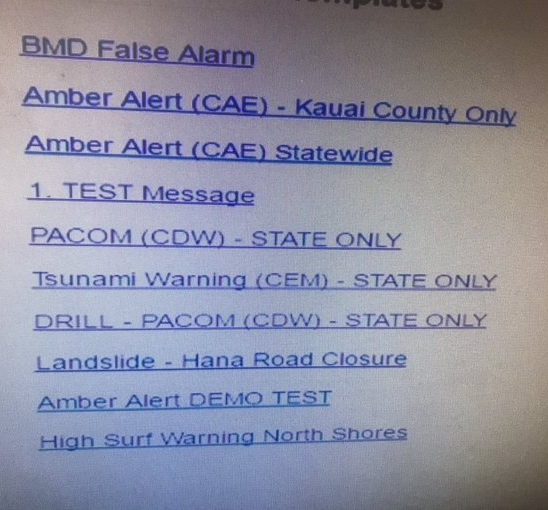 Templates
BMD False Alarm
Amber Alert (CAE) - Kauai County Only
Amber Alert (CAE) Statewide
1. TEST Message
PACOM (CDW) - STATE ONLY
Tsunami Warning (CEM) - STATE ONLY
DRILL - PACOM (CDW) - STATE ONLY
Landslide - Hana Road Closure
Amber Alert DEMO TEST
High Surf Warning North Shores